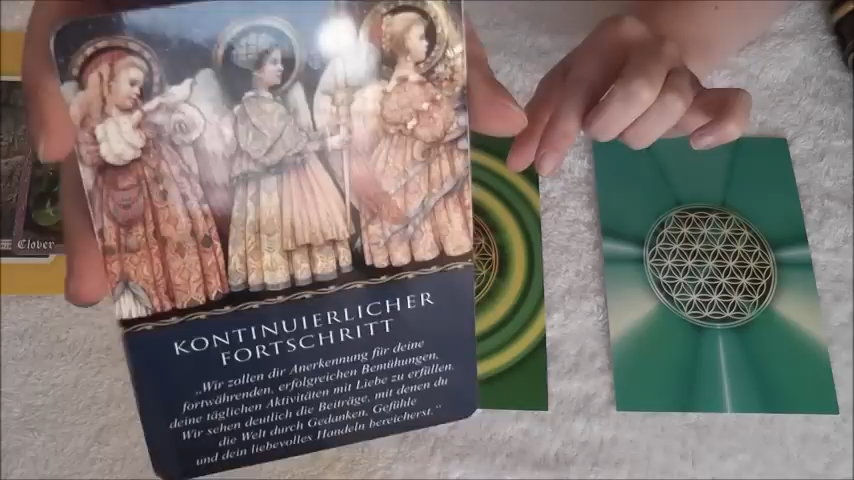 KONTINUIERLICHER
FORTSCHRITT
„Wir zollen dir Anerkennung für deine
fortwährenden, erfolgreichen Bemühungen,
deine täglichen Aktivitäten mit Liebe zu erfüllen.
Wir sehen deutlich die Beiträge, mit denen du
die Welt durch Gedanken, Gefühle
und dein liebevolles Handeln bereicherst."
Clover